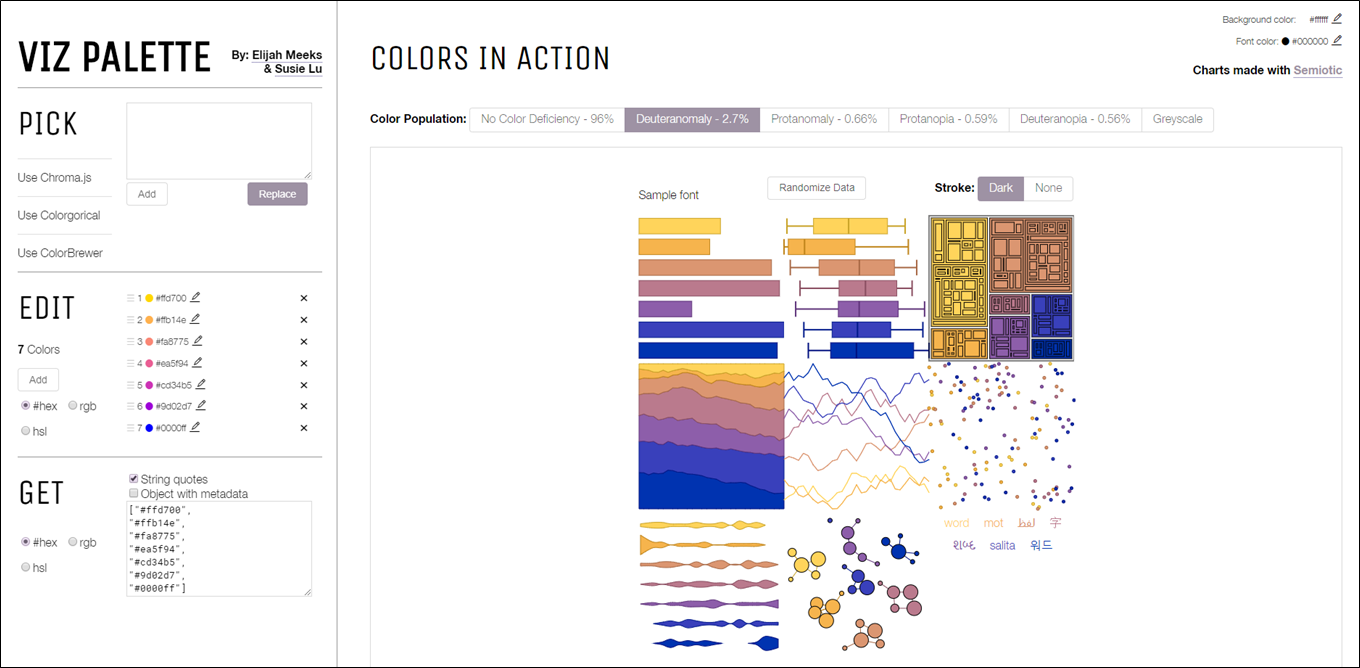 VIZ PALETTE
By: Elijah Meeks
& Susie Lu
PICK
Use Chroma.js
Use Colorgorical
Use ColorBrewer
Add
Replace
EDIT
7 Colors
Add
#hex rgb
hsl
1 #ffd700
2 #ffb14e
3 #fa8775
4 #ea5f94
5 #cd34b5
6 #9d02d7
7 #0000ff
GET
#hex rgb
hsl
String quotes
Object with metadata
["#ffd700",
"#ffb14e",
"#fa8775",
"#ea5f94",
"#cd34b5",
"#9d02d7",
"#0000ff"]
COLORS IN ACTION
Background color: #ffffff
Font color: #000000
Charts made with Semiotic
Color Population: No Color Deficiency - 96% Deuteranomaly - 2.7% Protanomaly - 0.66% Protanopia - 0.59% Deuteranopia - 0.56% Greyscale
Sample font
Randomize Data
Stroke: Dark None
word mot 字
salita 워드